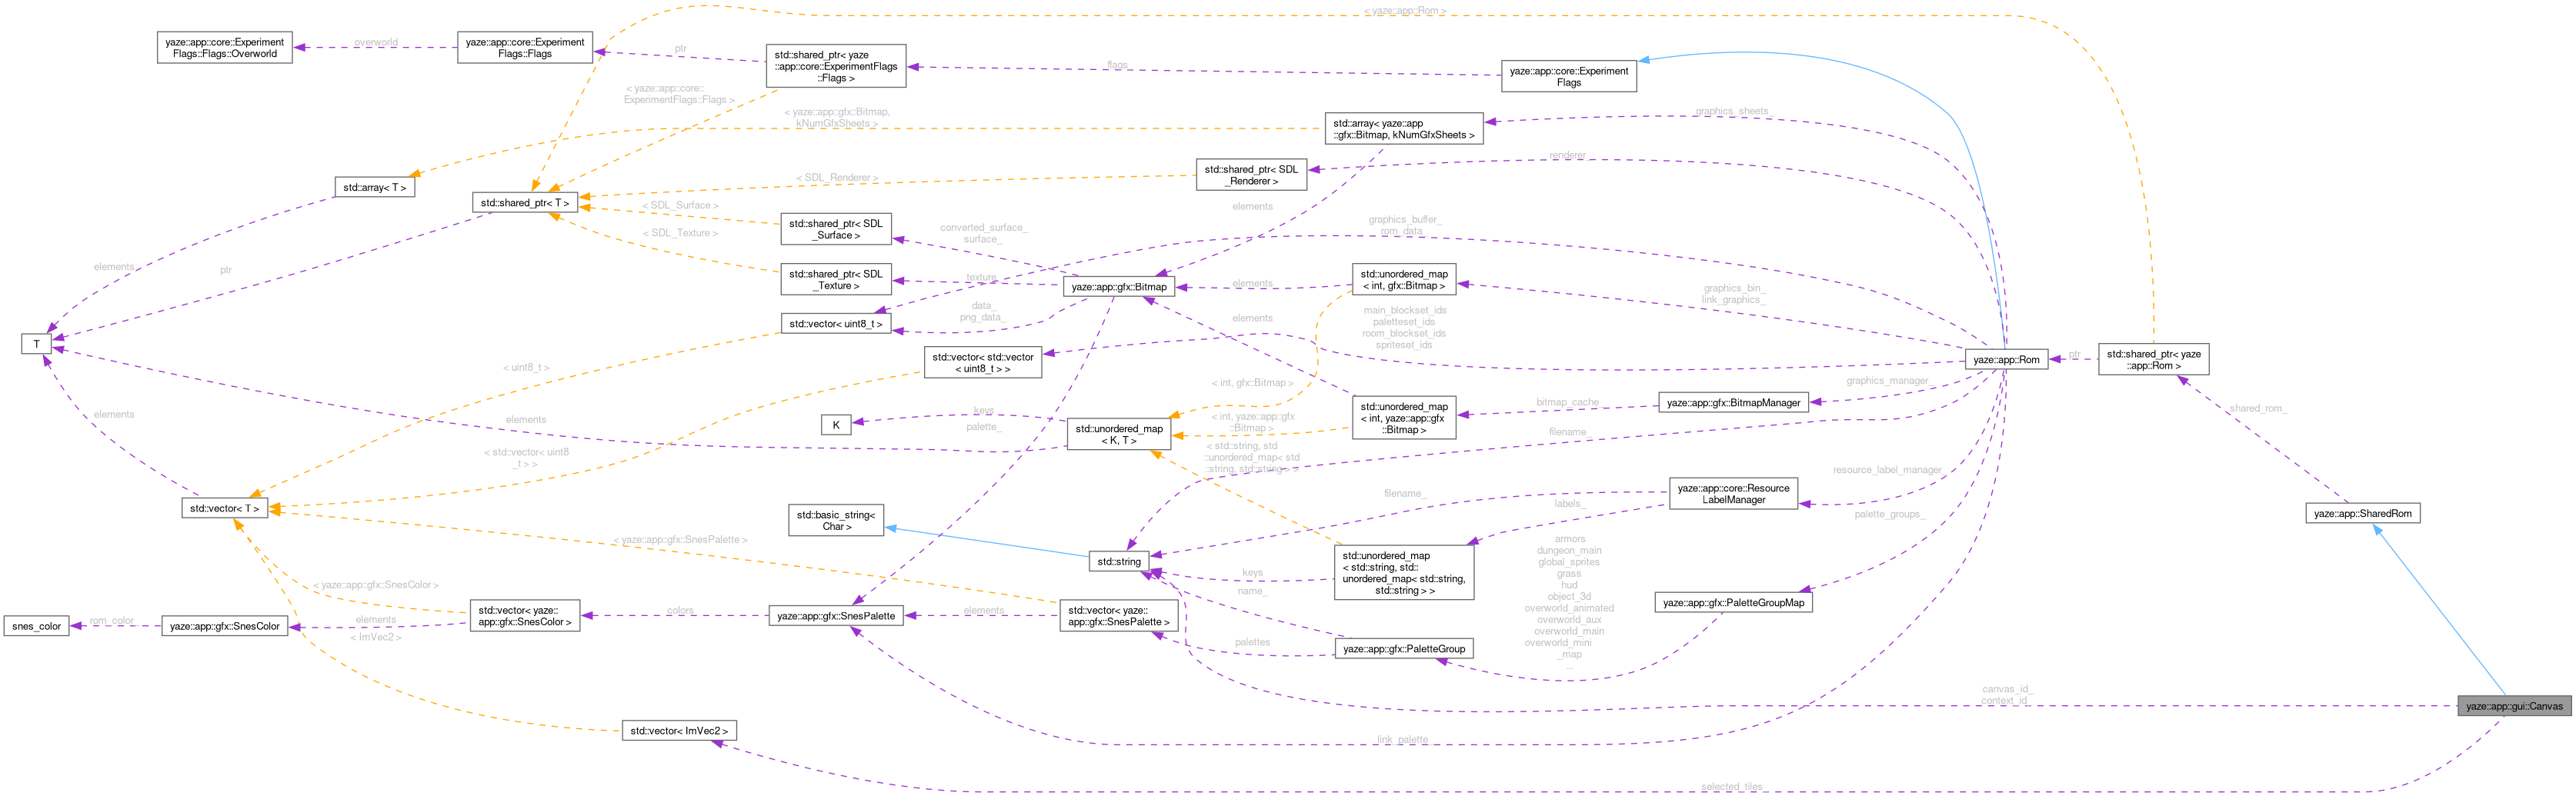 < yaze::app::Rom >
yaze::app::core::Experiment
Flags::Flags::Overworld
overworld
yaze::app::core::Experiment
Flags::Flags
ptr
std::shared_ptr< yaze
::app::core::ExperimentFlags
::Flags >
flags
yaze::app::core::Experiment
Flags
< yaze::app::core::
ExperimentFlags::Flags >
< yaze::app::gfx::Bitmap,
kNumGfxSheets >
std::array< yaze::app
::gfx::Bitmap, kNumGfxSheets >
graphics_sheets_
renderer_
std::shared_ptr< SDL
_Renderer >
< SDL_Renderer >
std::array< T >
std::shared_ptr< T >
< SDL_Surface >
std::shared_ptr< SDL
_Surface >
converted_surface_
surface_
elements
graphics_buffer_
rom_data_
< SDL_Texture >
std::shared_ptr< SDL
_Texture >
texture_
yaze::app::gfx::Bitmap
elements
std::unordered_map
< int, gfx::Bitmap >
graphics_bin_
link_graphics_
elements
ptr
data_
png_data_
std::vector< uint8_t >
elements
main_blockset_ids
paletteset_ids
room_blockset_ids
spriteset_ids
T
std::vector< std::vector
< uint8_t > >
yaze::app::Rom
ptr
std::shared_ptr< yaze
::app::Rom >
< uint8_t >
< int, gfx::Bitmap >
graphics_manager_
yaze::app::gfx::BitmapManager
bitmap_cache_
std::unordered_map
< int, yaze::app::gfx
::Bitmap >
< int, yaze::app::gfx
::Bitmap >
shared_rom_
elements
elements
keys
K
palette_
std::unordered_map
< K, T >
filename_
< std::vector< uint8
_t > >
< std::string, std
::unordered_map< std
::string, std::string > >
resource_label_manager_
yaze::app::core::Resource
LabelManager
filename_
labels_
palette_groups_
std::vector< T >
std::basic_string<
Char >
yaze::app::SharedRom
< yaze::app::gfx::SnesPalette >
std::string
std::unordered_map
< std::string, std::
unordered_map< std::string,
std::string > >
keys
name_
armors
dungeon_main
global_sprites
grass
hud
object_3d
overworld_animated
overworld_aux
overworld_main
overworld_mini
_map
...
yaze::app::gfx::PaletteGroupMap
< yaze::app::gfx::SnesColor >
snes_color
rom_color_
yaze::app::gfx::SnesColor
elements
std::vector< yaze::
app::gfx::SnesColor >
colors
yaze::app::gfx::SnesPalette
elements
std::vector< yaze::
app::gfx::SnesPalette >
palettes
yaze::app::gfx::PaletteGroup
< ImVec2 >
canvas_id_
context_id_
yaze::app::gui::Canvas
std::vector< ImVec2 >
link_palette_
selected_tiles_